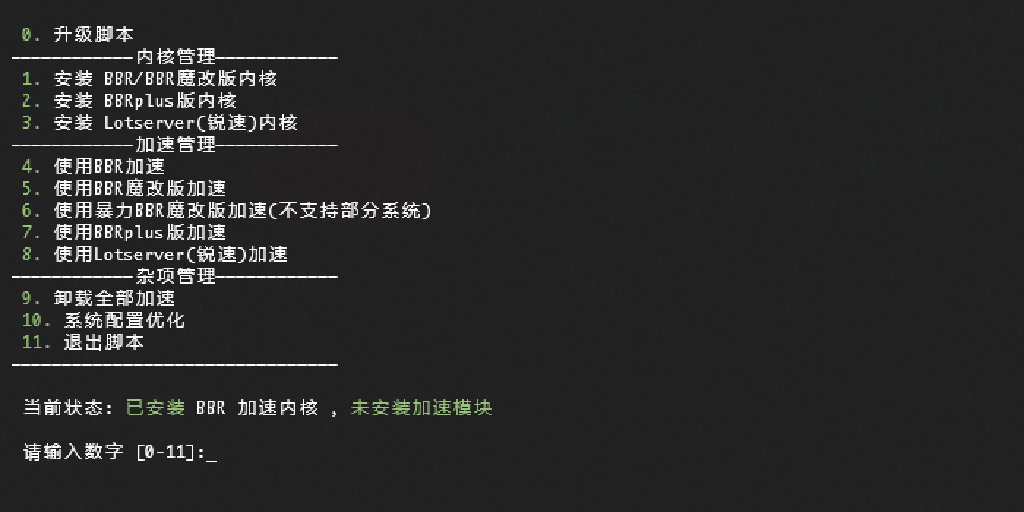 0. 升级脚本
————————————内核管理————————————
1. 安装 BBR/BBR魔改版内核
2. 安装 BBRplus版内核
3. 安装 Lotserver(锐速)内核
————————————加速管理————————————
4. 使用BBR加速
5. 使用BBR魔改版加速
6. 使用暴力BBR魔改版加速(不支持部分系统)
7. 使用BBRplus版加速
8. 使用Lotserver(锐速)加速
————————————杂项管理————————————
9. 卸载全部加速
10. 系统配置优化
11. 退出脚本
————————————————————————————————
当前状态: 已安装 BBR 加速内核 , 未安装加速模块
请输入数字 [0-11]:_